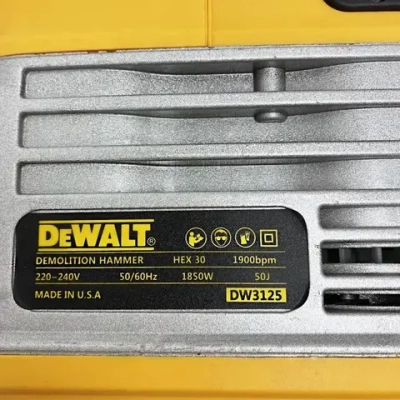 DEWALT®
DEMOLITION HAMMER HEX 30 1900bpm
220-240V 50/60Hz 1850W 50J
MADE IN U.S.A DW3125